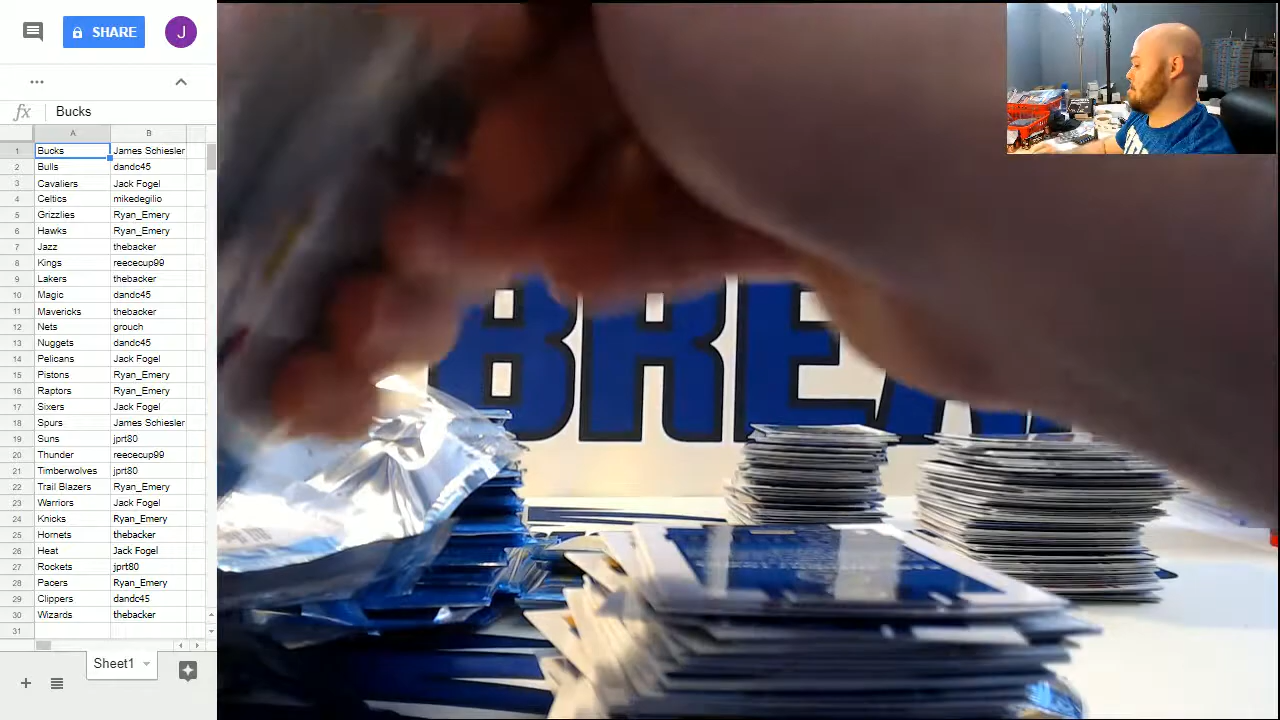 SHARE
J
...
fx Bucks
A B
1 Bucks James Schiesler
2 Bulls dandc45
3 Cavaliers Jack Fogel
4 Celtics mikedegilio
5 Grizzlies Ryan_Emery
6 Hawks Ryan_Emery
7 Jazz thebacker
8 Kings reececup99
9 Lakers thebacker
10 Magic dandc45
11 Mavericks thebacker
12 Nets grouch
13 Nuggets dandc45
14 Pelicans Jack Fogel
15 Pistons Ryan_Emery
16 Raptors Ryan_Emery
17 Sixers Jack Fogel
18 Spurs James Schiesler
19 Suns jprt80
20 Thunder reececup99
21 Timberwolves jprt80
22 Trail Blazers Ryan_Emery
23 Warriors Jack Fogel
24 Knicks Ryan_Emery
25 Hornets thebacker
26 Heat Jack Fogel
27 Rockets jprt80
28 Pacers Ryan_Emery
29 Clippers dandc45
30 Wizards thebacker
31
Sheet1
BREA